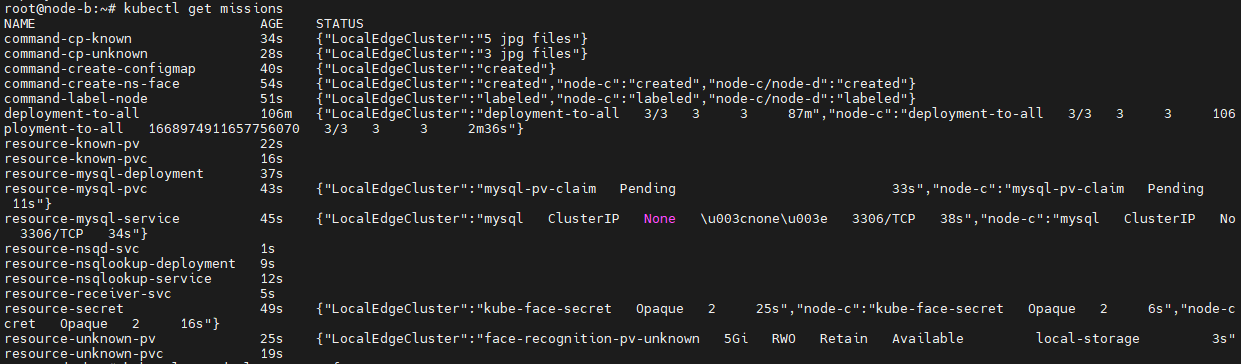 root@node-b:~# kubectl get missions
NAME                          AGE    STATUS
command-cp-known              34s    {"LocalEdgeCluster":"5 jpg files"}
command-cp-unknown            28s    {"LocalEdgeCluster":"3 jpg files"}
command-create-configmap      40s    {"LocalEdgeCluster":"created"}
command-create-ns-face        54s    {"LocalEdgeCluster":"created","node-c":"created","node-c/node-d":"created"}
command-label-node            51s    {"LocalEdgeCluster":"labeled","node-c":"labeled","node-c/node-d":"labeled"}
deployment-to-all             106m   {"LocalEdgeCluster":"deployment-to-all   3/3   3     3     87m","node-c":"deployment-to-all   3/3   3     3     106
ployment-to-all   1668974911657756070   3/3   3     3     2m36s"}
resource-known-pv             22s
resource-known-pvc            16s
resource-mysql-deployment     37s
resource-mysql-pvc            43s    {"LocalEdgeCluster":"mysql-pv-claim   Pending                           33s","node-c":"mysql-pv-claim   Pending
 11s"}
resource-mysql-service        45s    {"LocalEdgeCluster":"mysql   ClusterIP   None   \u003cnone\u003e   3306/TCP   38s","node-c":"mysql   ClusterIP   No
  3306/TCP   34s"}
resource-nsqd-svc             1s
resource-nsqlookup-deployment 9s
resource-nsqlookup-service    12s
resource-receiver-svc         5s
resource-secret               49s    {"LocalEdgeCluster":"kube-face-secret   Opaque   2     25s","node-c":"kube-face-secret   Opaque   2     6s","node-c
cret   Opaque   2     16s"}
resource-unknown-pv           25s    {"LocalEdgeCluster":"face-recognition-pv-unknown   5Gi   RWO   Retain   Available         local-storage         3s"
resource-unknown-pvc          19s